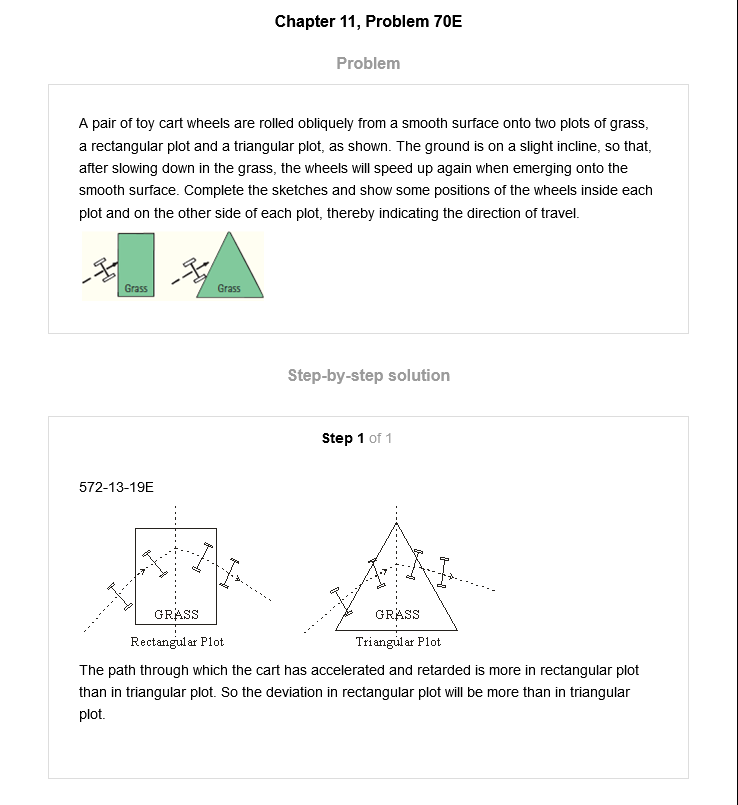 Chapter 11, Problem 70E
Problem
A pair of toy cart wheels are rolled obliquely from a smooth surface onto two plots of grass,
a rectangular plot and a triangular plot, as shown. The ground is on a slight incline, so that,
after slowing down in the grass, the wheels will speed up again when emerging onto the
smooth surface. Complete the sketches and show some positions of the wheels inside each
plot and on the other side of each plot, thereby indicating the direction of travel.
Grass
Grass
Step-by-step solution
Step 1 of 1
572-13-19E
GRASS
GRASS
Rectangular Plot
Triangular Plot
The path through which the cart has accelerated and retarded is more in rectangular plot
than in triangular plot. So the deviation in rectangular plot will be more than in triangular
plot.